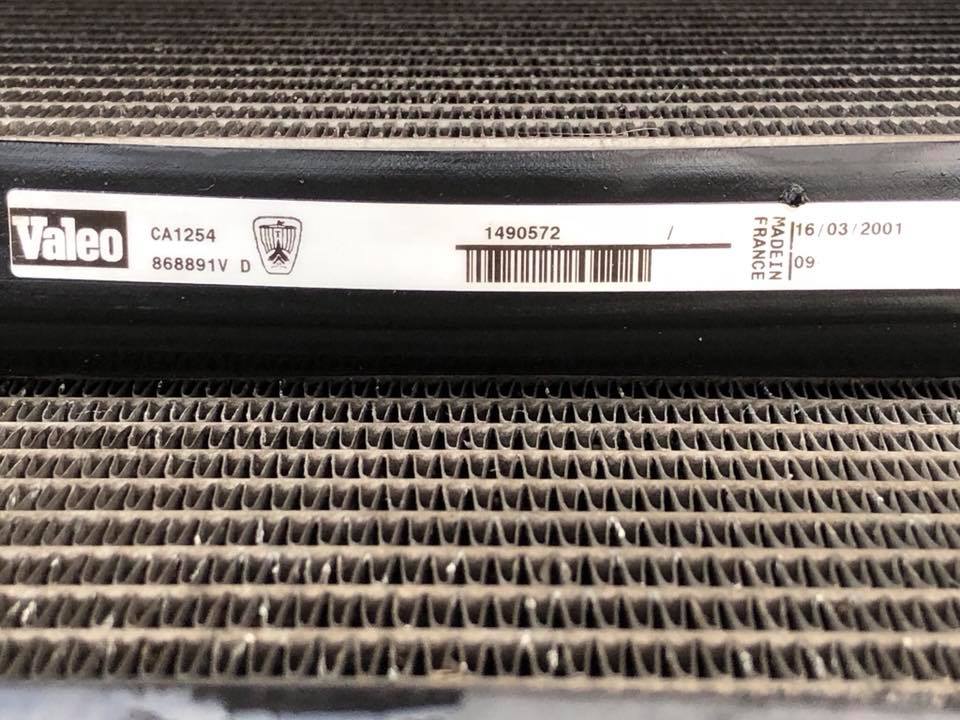 Valeo
CA1254
868891V D
1490572 /
MADE IN
FRANCE
16/03/2001
09